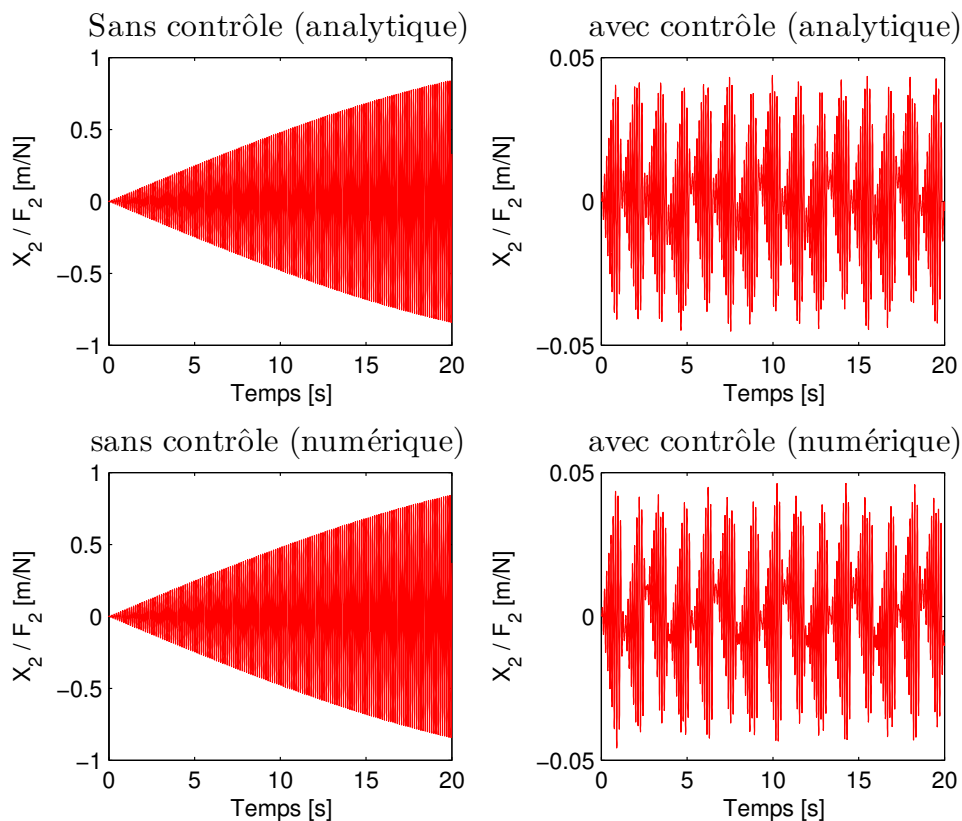 Sans contrôle (analytique)
1
0.5
0
−0.5
−1
X2 / F2 [m/N]
0 5 10 15 20
Temps [s]
avec contrôle (analytique)
0.05
0
−0.05
X2 / F2 [m/N]
0 5 10 15 20
Temps [s]
sans contrôle (numérique)
1
0.5
0
−0.5
−1
X2 / F2 [m/N]
0 5 10 15 20
Temps [s]
avec contrôle (numérique)
0.05
0
−0.05
X2 / F2 [m/N]
0 5 10 15 20
Temps [s]